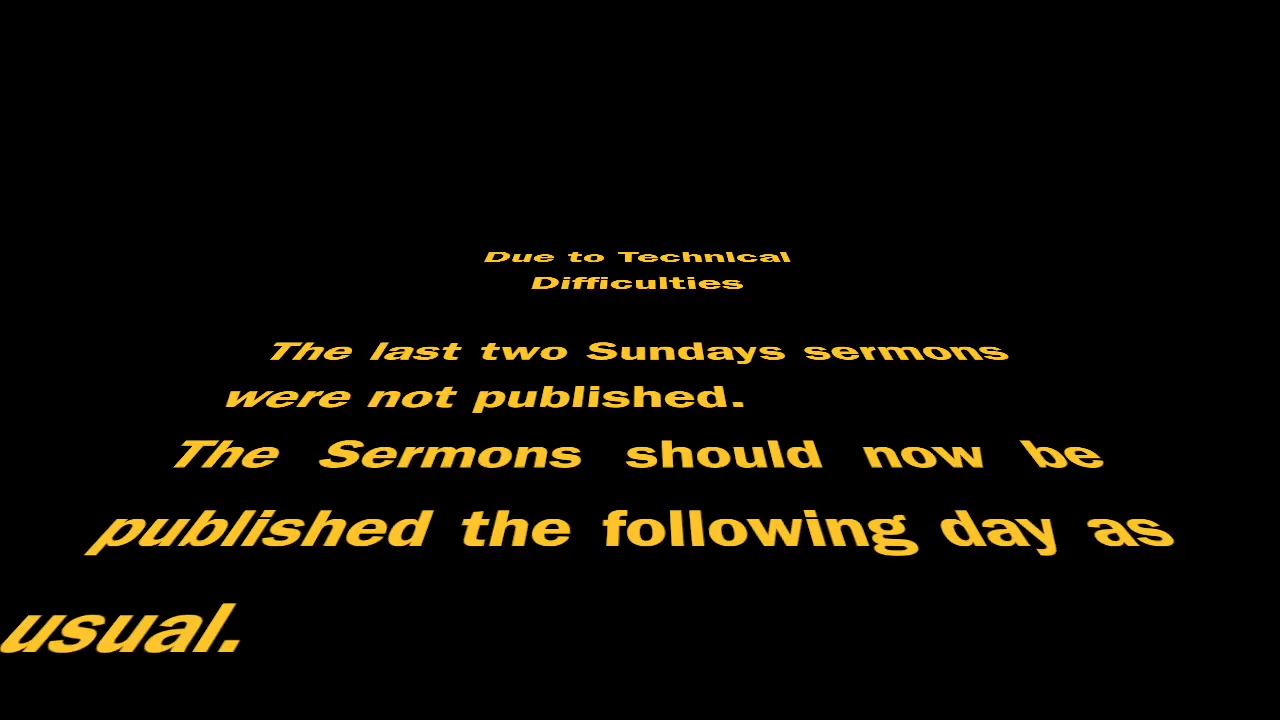 Due to Technical
Difficulties
The last two Sundays sermons
were not published.
The Sermons should now be
published the following day as
usual.